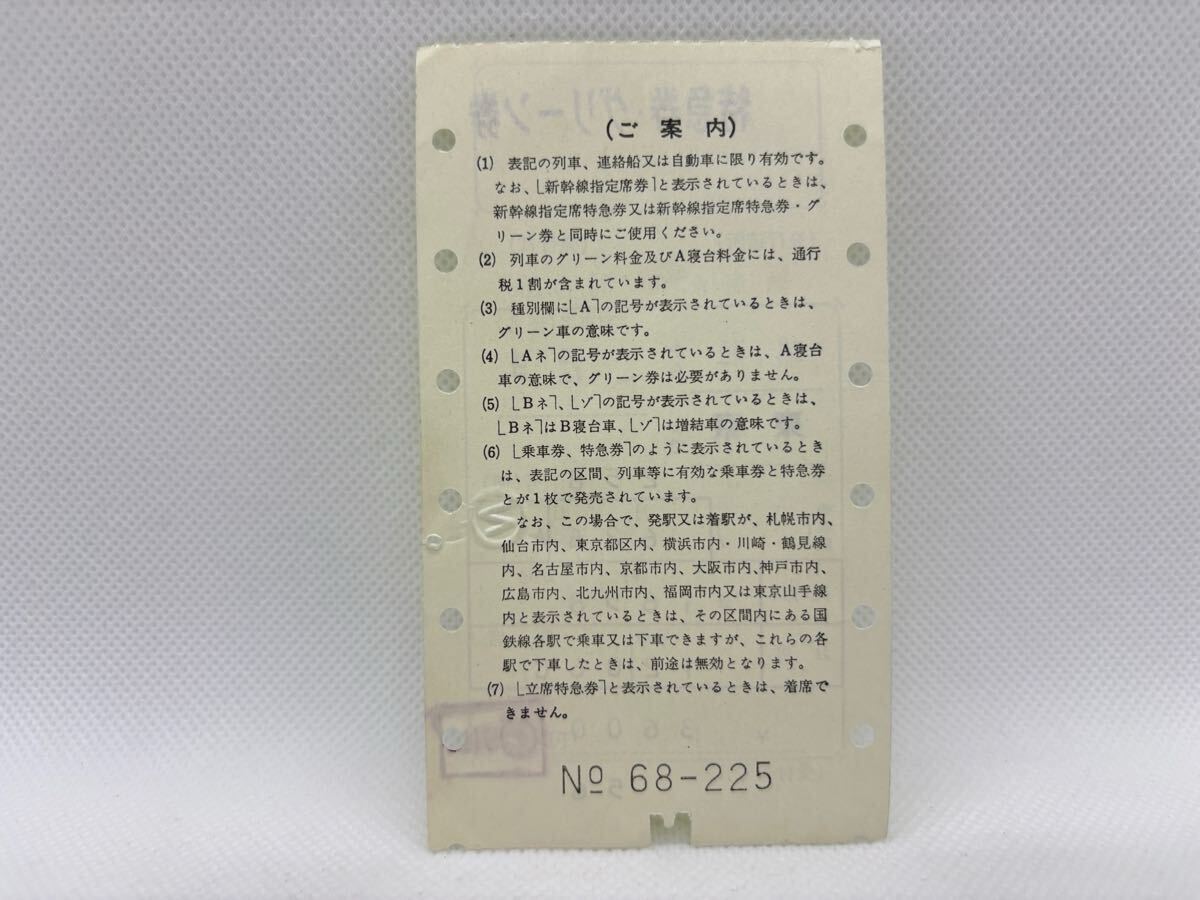 (ご案内)
(1) 表記の列車、連絡船又は自動車に限り有効です。
なお、⌊新幹線指定席券⌉と表示されているときは、
新幹線指定席特急券又は新幹線指定席特急券・グ
リーン券と同時にご使用ください。
(2) 列車のグリーン料金及びA寝台料金には、通行
税1割が含まれています。
(3) 種別欄に⌊A⌉の記号が表示されているときは、
グリーン車の意味です。
(4) ⌊Aネ⌉の記号が表示されているときは、A寝台
車の意味で、グリーン券は必要がありません。
(5) ⌊Bネ⌉、⌊ゾ⌉の記号が表示されているときは、
⌊Bネ⌉はB寝台車、⌊ゾ⌉は増結車の意味です。
(6) ⌊乗車券、特急券⌉のように表示されているとき
は、表記の区間、列車等に有効な乗車券と特急券
とが1枚で発売されています。
なお、この場合で、発駅又は着駅が、札幌市内、
仙台市内、東京都区内、横浜市内・川崎・鶴見線
内、名古屋市内、京都市内、大阪市内、神戸市内、
広島市内、北九州市内、福岡市内又は東京山手線
内と表示されているときは、その区間内にある国
鉄線各駅で乗車又は下車できますが、これらの各
駅で下車したときは、前途は無効となります。
(7) ⌊立席特急券⌉と表示されているときは、着席で
きません。
№ 68-225